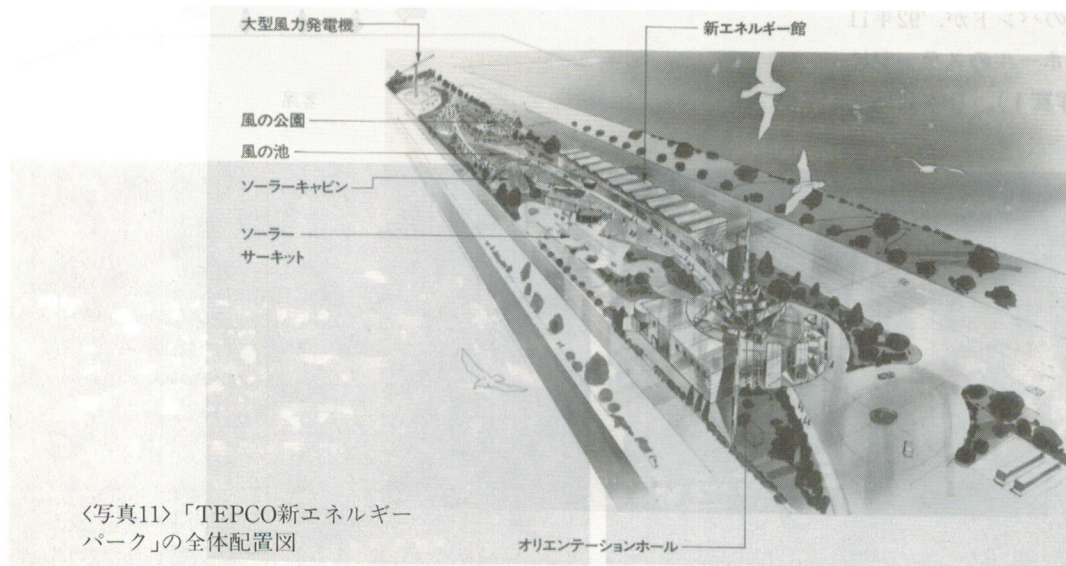 大型風力発電機
新エネルギー館
風の公園
風の池
ソーラーキャビン
ソーラー
サーキット
〈写真11〉「TEPCO新エネルギー
パーク」の全体配置図
オリエンテーションホール